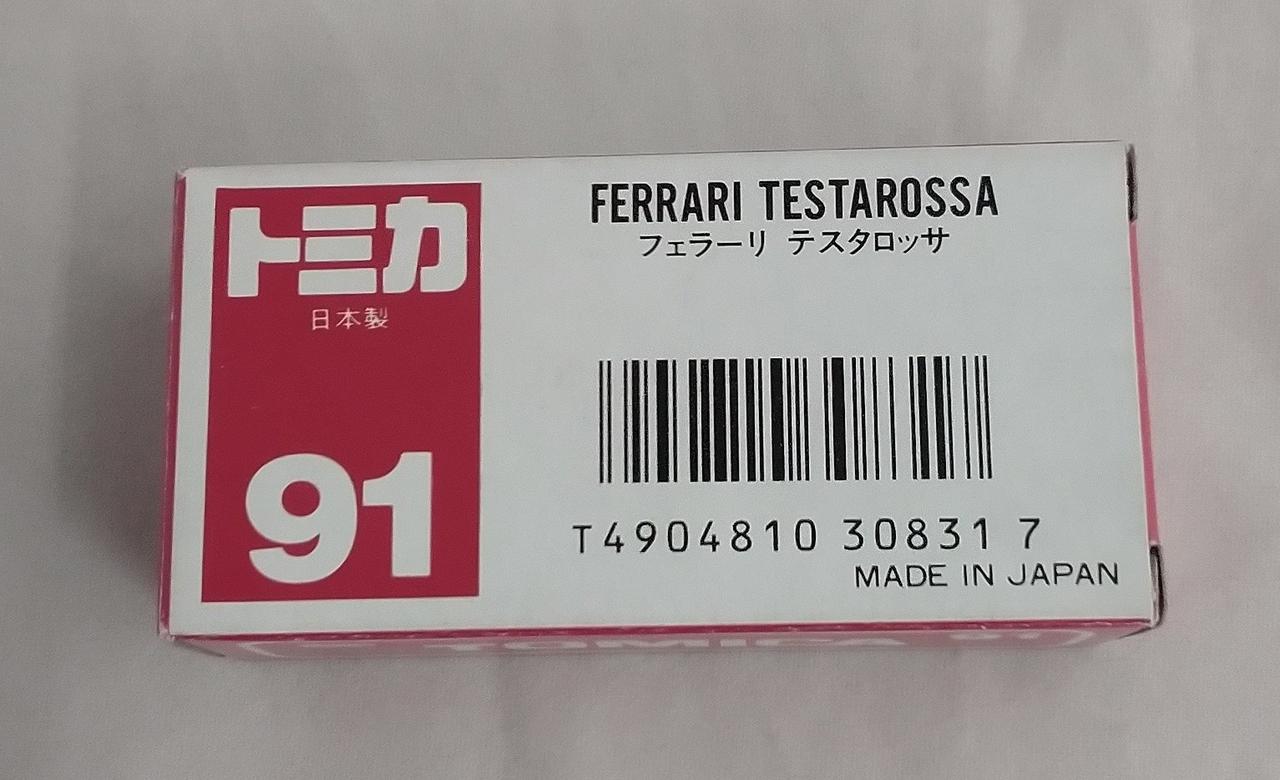 トミカ
日本製
91
FERRARI TESTAROSSA
フェラーリ テスタロッサ
T4904810 30831 7
MADE IN JAPAN
TOMICA